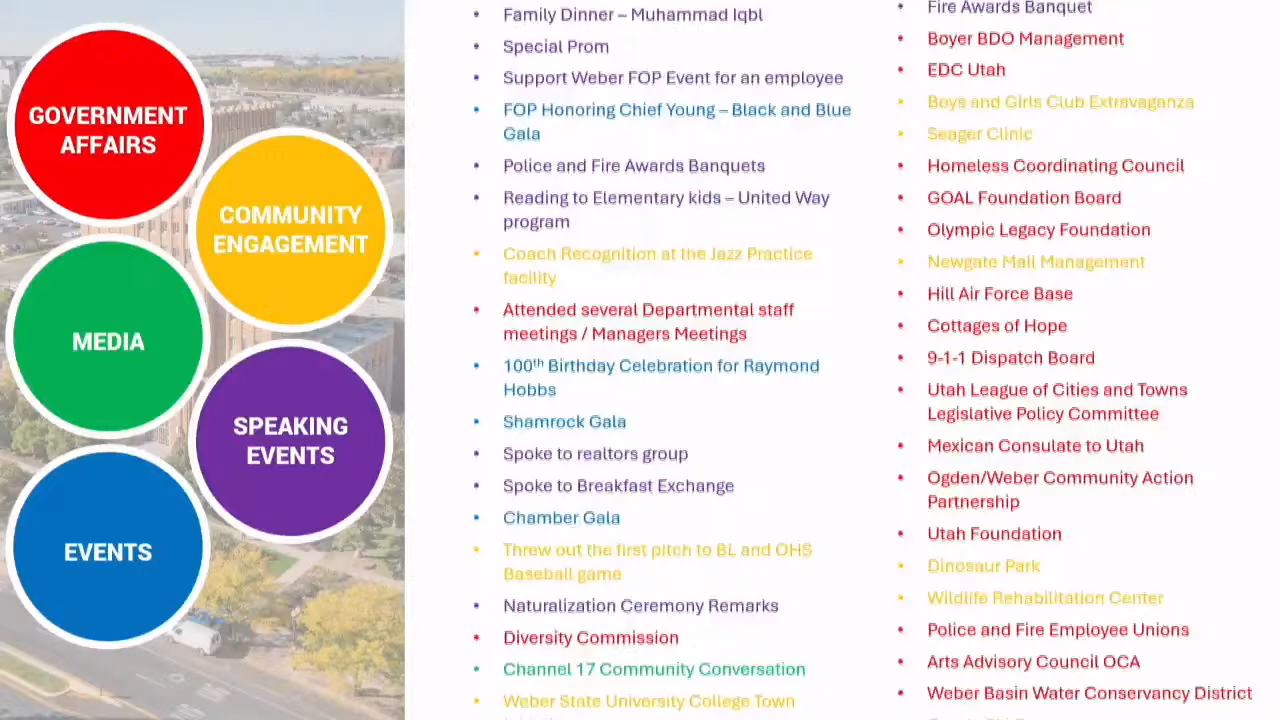 GOVERNMENT
AFFAIRS
COMMUNITY
ENGAGEMENT
MEDIA
SPEAKING
EVENTS
EVENTS
• Family Dinner – Muhammad Iqbl
• Special Prom
• Support Weber FOP Event for an employee
• FOP Honoring Chief Young – Black and Blue
Gala
• Police and Fire Awards Banquets
• Reading to Elementary kids – United Way
program
• Coach Recognition at the Jazz Practice
facility
• Attended several Departmental staff
meetings / Managers Meetings
• 100th Birthday Celebration for Raymond
Hobbs
• Shamrock Gala
• Spoke to realtors group
• Spoke to Breakfast Exchange
• Chamber Gala
• Threw out the first pitch to BL and OHS
Baseball game
• Naturalization Ceremony Remarks
• Diversity Commission
• Channel 17 Community Conversation
• Weber State University College Town
• Fire Awards Banquet
• Boyer BDO Management
• EDC Utah
• Boys and Girls Club Extravaganza
• Seager Clinic
• Homeless Coordinating Council
• GOAL Foundation Board
• Olympic Legacy Foundation
• Newgate Mall Management
• Hill Air Force Base
• Cottages of Hope
• 9-1-1 Dispatch Board
• Utah League of Cities and Towns
Legislative Policy Committee
• Mexican Consulate to Utah
• Ogden/Weber Community Action
Partnership
• Utah Foundation
• Dinosaur Park
• Wildlife Rehabilitation Center
• Police and Fire Employee Unions
• Arts Advisory Council OCA
• Weber Basin Water Conservancy District